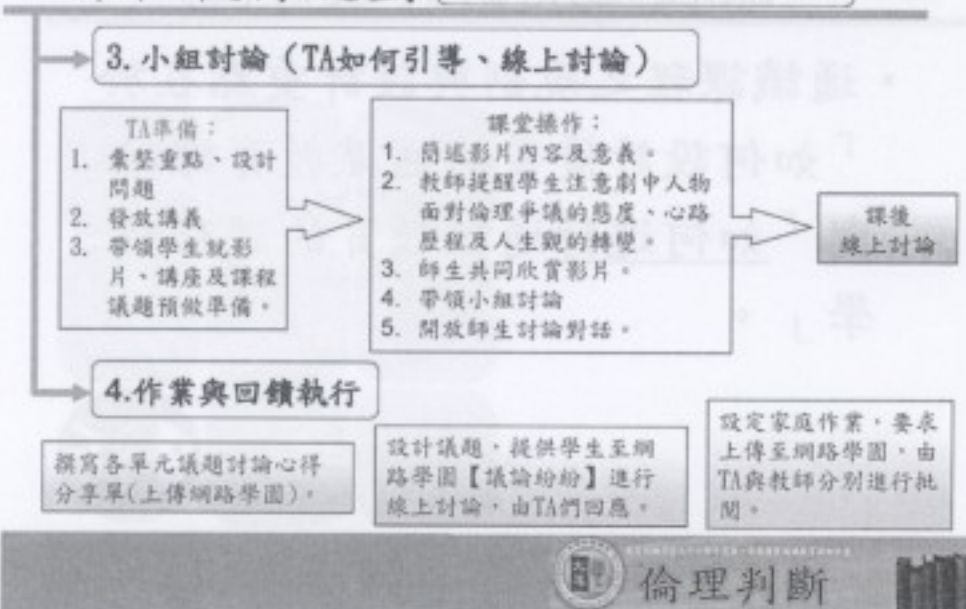 3. 小組討論（TA如何引導、線上討論）
TA準備：
1. 彙整重點、設計
問題
2. 發放講義
3. 帶領學生就影
片、講座及課程
議題預做準備。
課堂操作：
1. 簡述影片內容及意義。
2. 教師提醒學生注意劇中人物
面對倫理爭議的態度、心路
歷程及人生觀的轉變。
3. 師生共同欣賞影片。
4. 帶領小組討論
5. 開放師生討論對話。
課後
線上討論
4.作業與回饋執行
撰寫各單元議題討論心得
分享單(上傳網路學園)。
設計議題，提供學生至網
路學園【議論紛紛】進行
線上討論，由TA們回應。
設定家庭作業，要求
上傳至網路學園，由
TA與教師分別進行批
閱。
倫理判斷